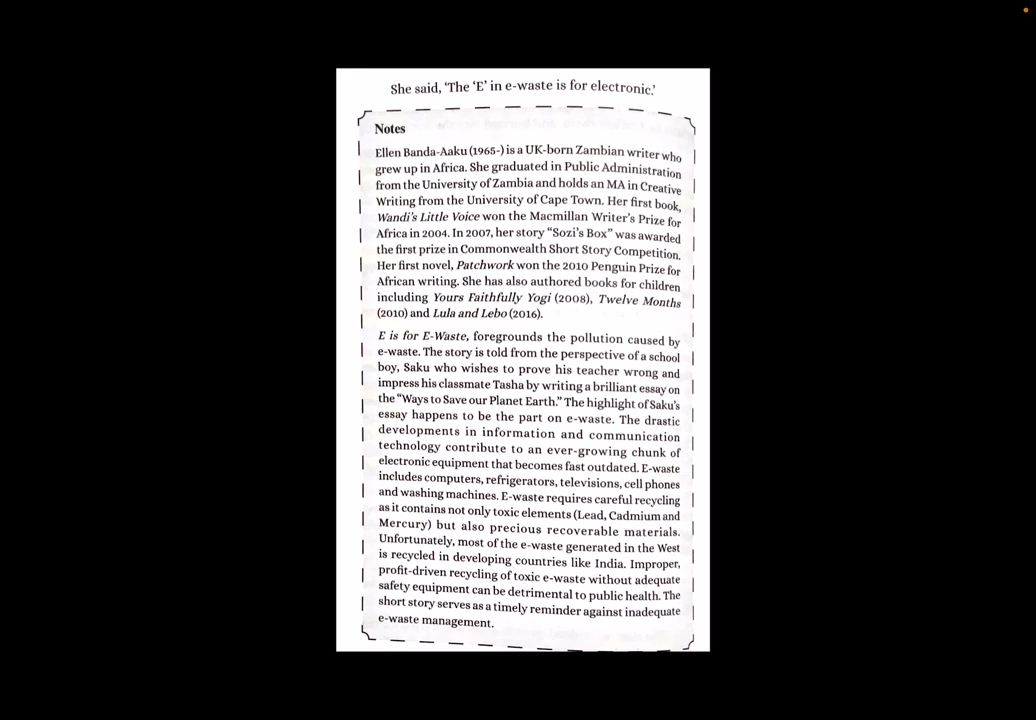 She said, ‘The ‘E’ in e-waste is for electronic.’
Notes
Ellen Banda-Aaku (1965-) is a UK-born Zambian writer who
grew up in Africa. She graduated in Public Administration
from the University of Zambia and holds an MA in Creative
Writing from the University of Cape Town. Her first book,
Wandi’s Little Voice won the Macmillan Writer’s Prize for
Africa in 2004. In 2007, her story “Sozi’s Box” was awarded
the first prize in Commonwealth Short Story Competition.
Her first novel, Patchwork won the 2010 Penguin Prize for
African writing. She has also authored books for children
including Yours Faithfully Yogi (2008), Twelve Months
(2010) and Lula and Lebo (2016).
E is for E-Waste, foregrounds the pollution caused by
e-waste. The story is told from the perspective of a school
boy, Saku who wishes to prove his teacher wrong and
impress his classmate Tasha by writing a brilliant essay on
the “Ways to Save our Planet Earth.” The highlight of Saku’s
essay happens to be the part on e-waste. The drastic
developments in information and communication
technology contribute to an ever-growing chunk of
electronic equipment that becomes fast outdated. E-waste
includes computers, refrigerators, televisions, cell phones
and washing machines. E-waste requires careful recycling
as it contains not only toxic elements (Lead, Cadmium and
Mercury) but also precious recoverable materials.
Unfortunately, most of the e-waste generated in the West
is recycled in developing countries like India. Improper,
profit-driven recycling of toxic e-waste without adequate
safety equipment can be detrimental to public health. The
short story serves as a timely reminder against inadequate
e-waste management.